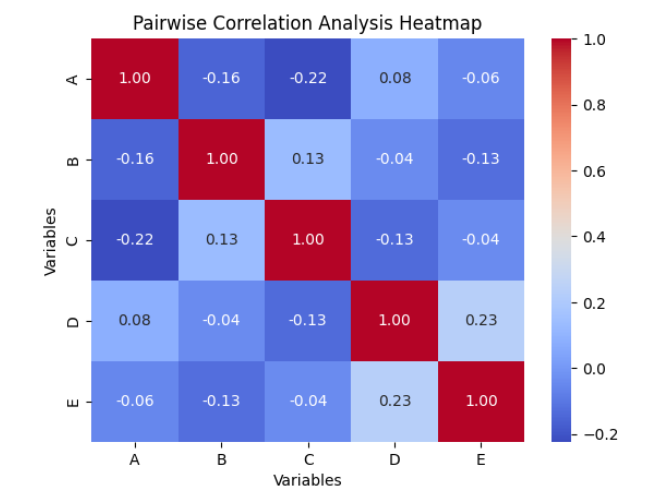 Pairwise Correlation Analysis Heatmap
Variables
A 1.00 -0.16 -0.22 0.08 -0.06
B -0.16 1.00 0.13 -0.04 -0.13
C -0.22 0.13 1.00 -0.13 -0.04
D 0.08 -0.04 -0.13 1.00 0.23
E -0.06 -0.13 -0.04 0.23 1.00
A B C D E
Variables
1.0
0.8
0.6
0.4
0.2
0.0
−0.2